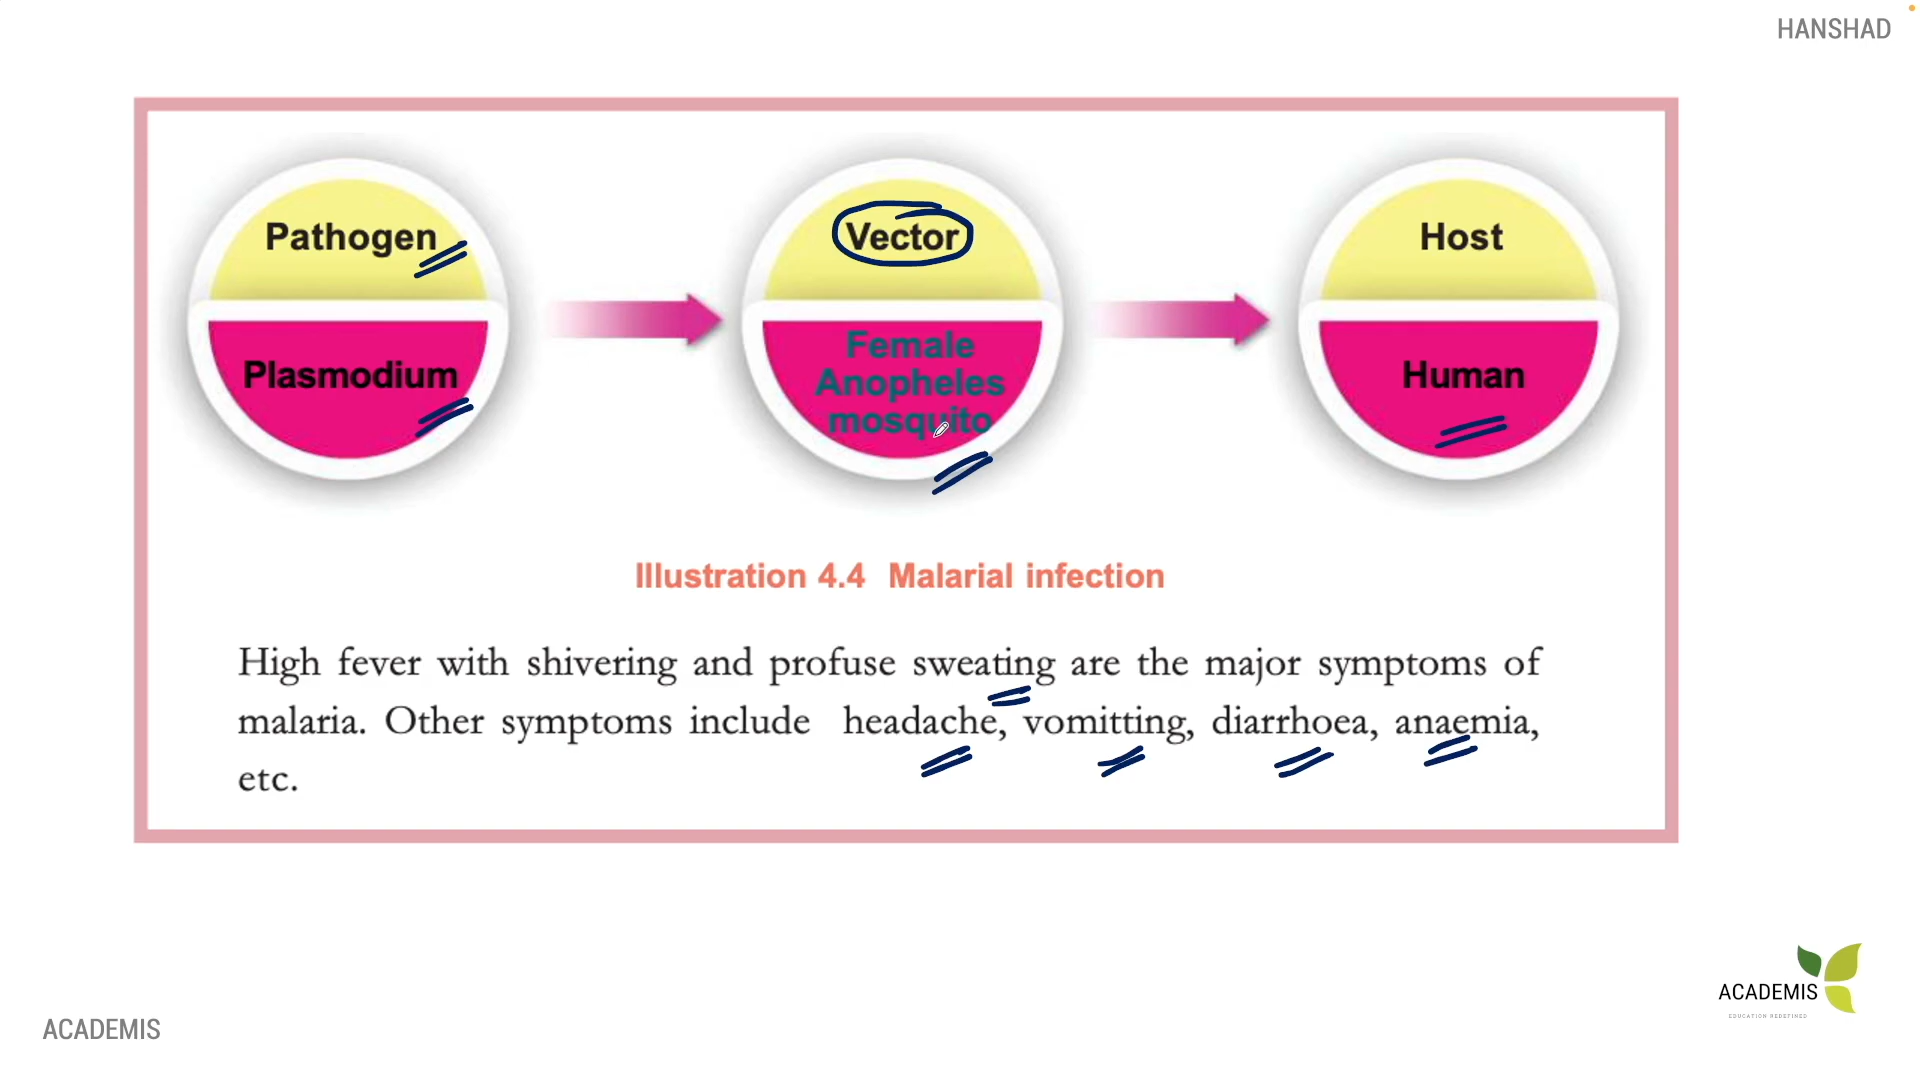 HANSHAD
Pathogen
Plasmodium
Vector
Female
Anopheles
mosquito
Host
Human
Illustration 4.4 Malarial infection
High fever with shivering and profuse sweating are the major symptoms of
malaria. Other symptoms include headache, vomitting, diarrhoea, anaemia,
etc.
ACADEMIS
EDUCATION REDEFINED
ACADEMIS